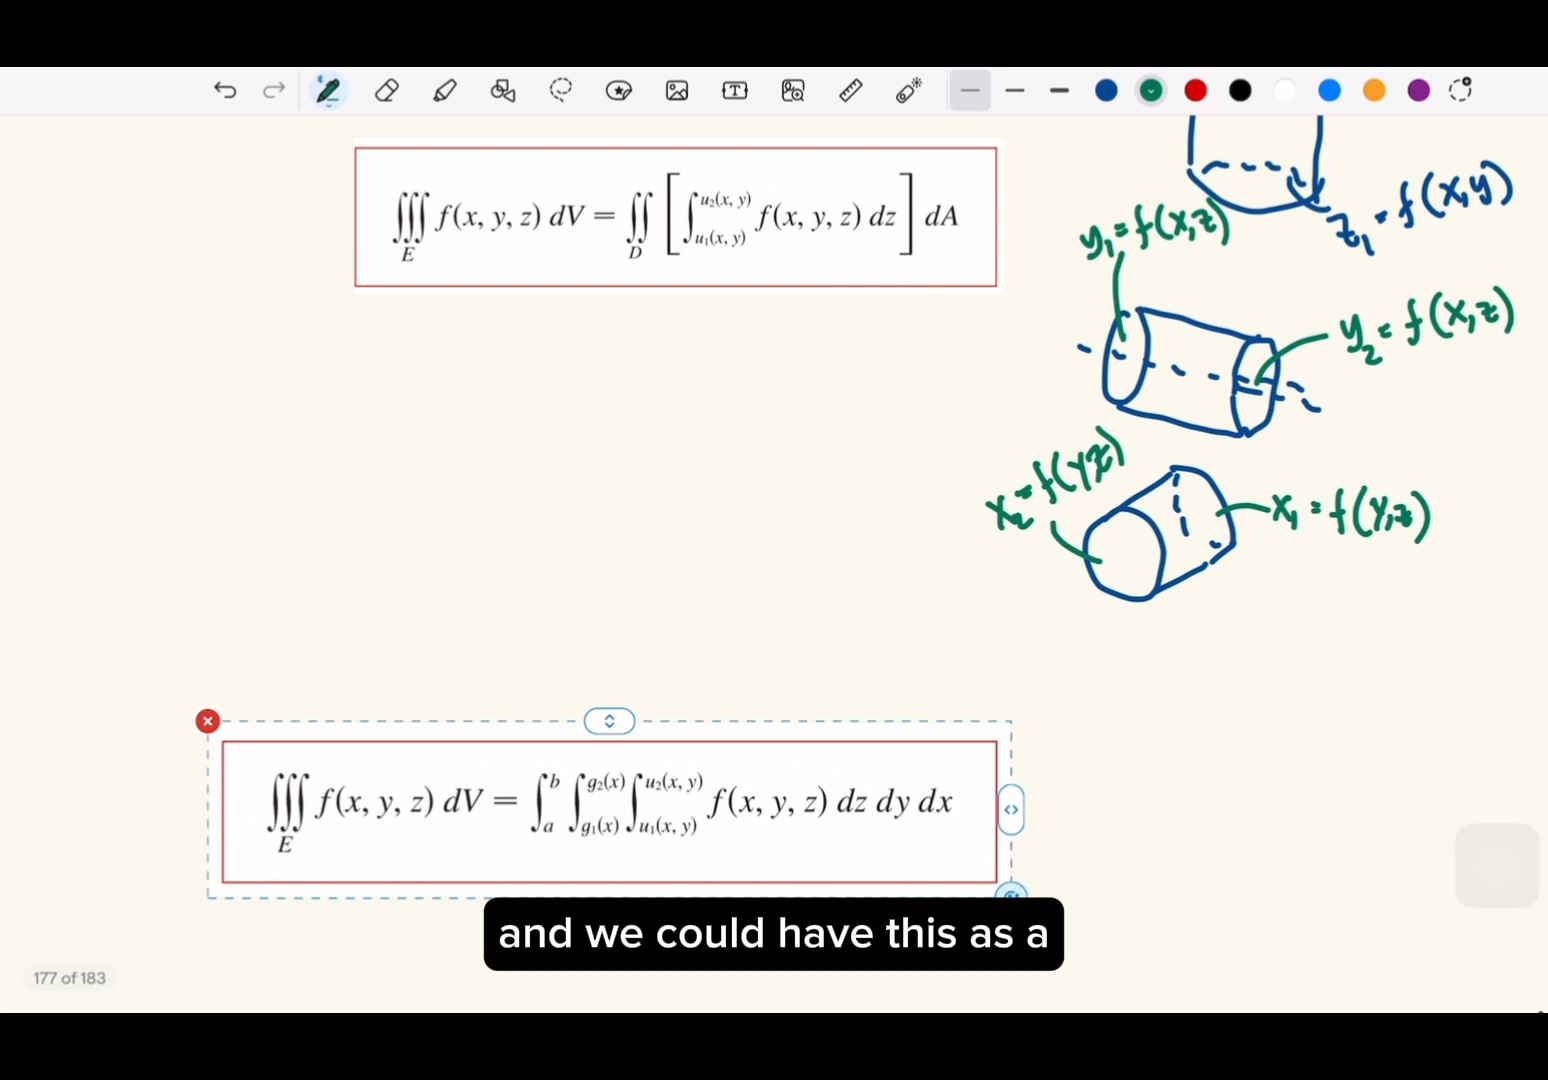 ∭_E f(x, y, z) dV = ∬_D [∫_{u₁(x, y)}^{u₂(x, y)} f(x, y, z) dz] dA
z₁ = f(x,y)
y₁ = f(x,z)
y₂ = f(x,z)
x₂ = f(y,z)
x₁ = f(y,z)
∭_E f(x, y, z) dV = ∫_a^b ∫_{g₁(x)}^{g₂(x)} ∫_{u₁(x, y)}^{u₂(x, y)} f(x, y, z) dz dy dx
and we could have this as a
177 of 183